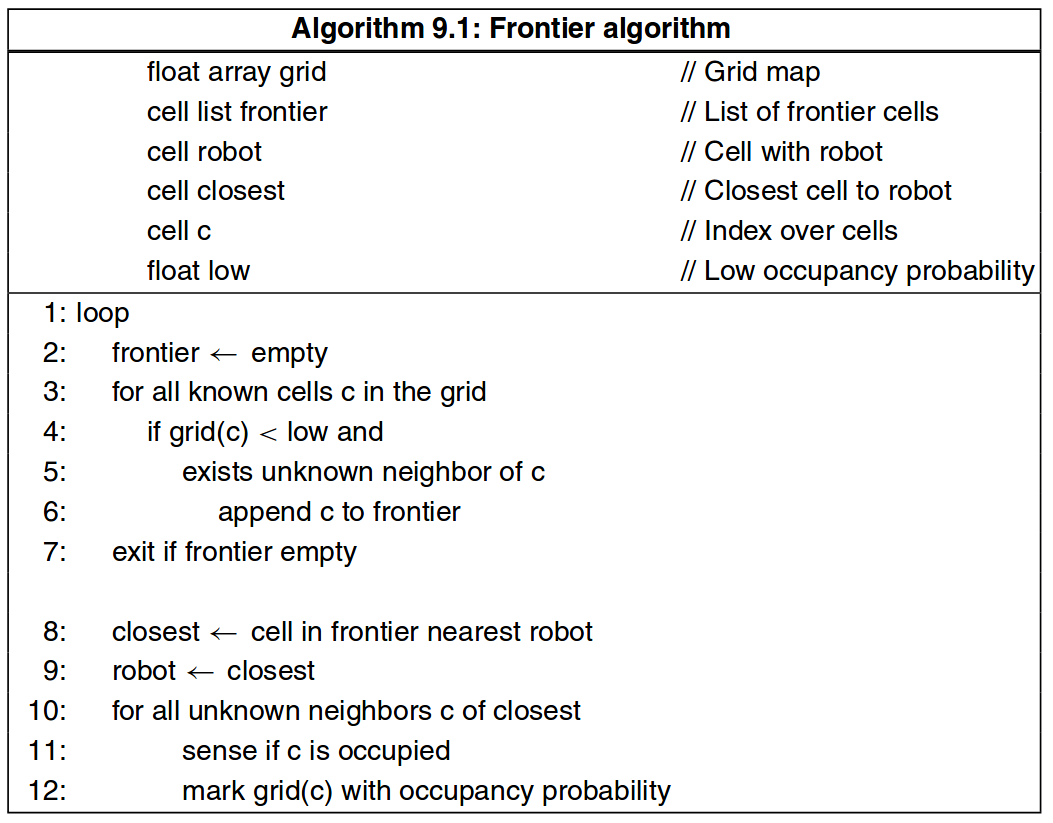 Algorithm 9.1: Frontier algorithm
float array grid // Grid map
cell list frontier // List of frontier cells
cell robot // Cell with robot
cell closest // Closest cell to robot
cell c // Index over cells
float low // Low occupancy probability
1: loop
2: frontier ← empty
3: for all known cells c in the grid
4: if grid(c) < low and
5: exists unknown neighbor of c
6: append c to frontier
7: exit if frontier empty
8: closest ← cell in frontier nearest robot
9: robot ← closest
10: for all unknown neighbors c of closest
11: sense if c is occupied
12: mark grid(c) with occupancy probability